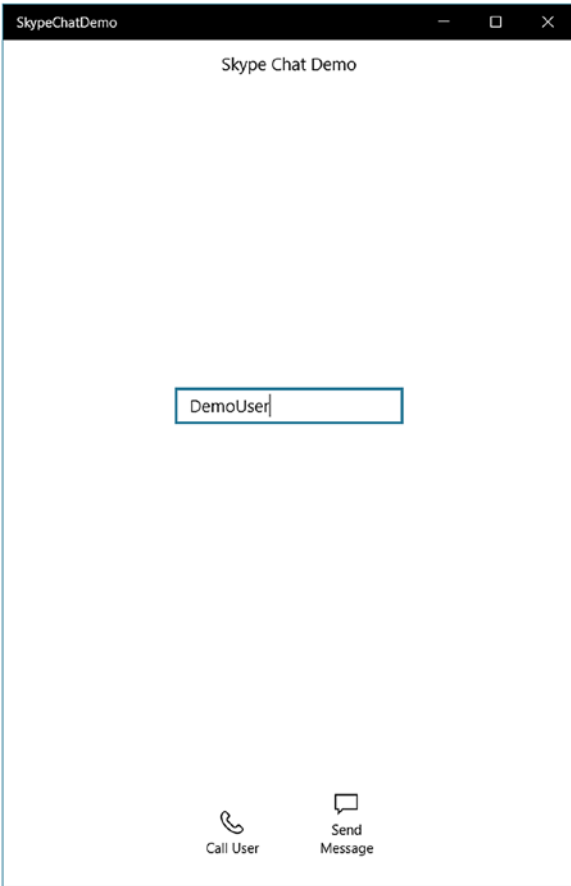 SkypeChatDemo
Skype Chat Demo
DemoUser
Call User
Send
Message